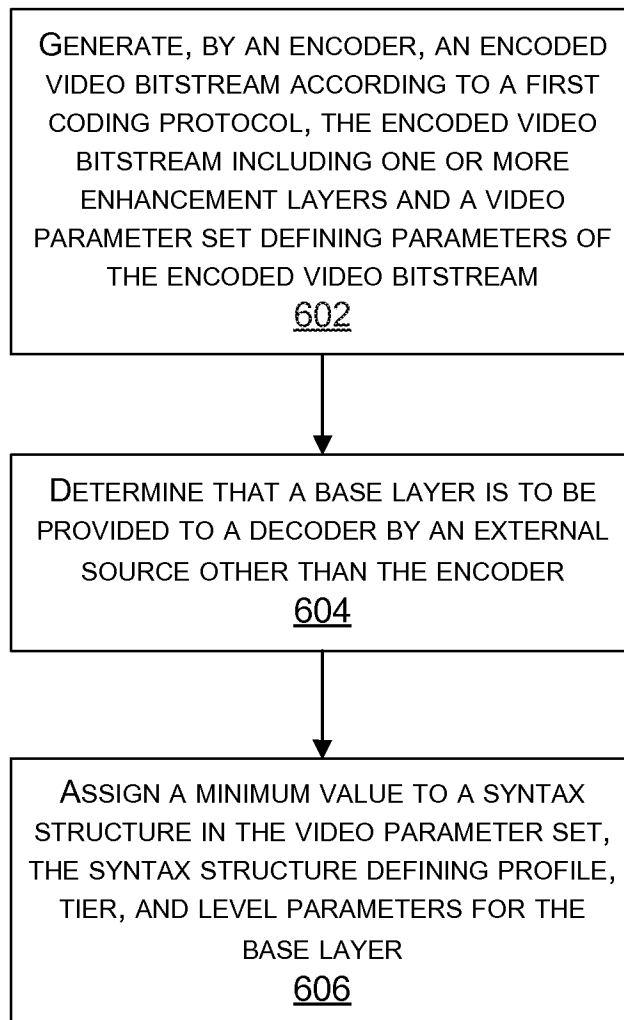 GENERATE, BY AN ENCODER, AN ENCODED
VIDEO BITSTREAM ACCORDING TO A FIRST
CODING PROTOCOL, THE ENCODED VIDEO
BITSTREAM INCLUDING ONE OR MORE
ENHANCEMENT LAYERS AND A VIDEO
PARAMETER SET DEFINING PARAMETERS OF
THE ENCODED VIDEO BITSTREAM
602
DETERMINE THAT A BASE LAYER IS TO BE
PROVIDED TO A DECODER BY AN EXTERNAL
SOURCE OTHER THAN THE ENCODER
604
ASSIGN A MINIMUM VALUE TO A SYNTAX
STRUCTURE IN THE VIDEO PARAMETER SET,
THE SYNTAX STRUCTURE DEFINING PROFILE,
TIER, AND LEVEL PARAMETERS FOR THE
BASE LAYER
606